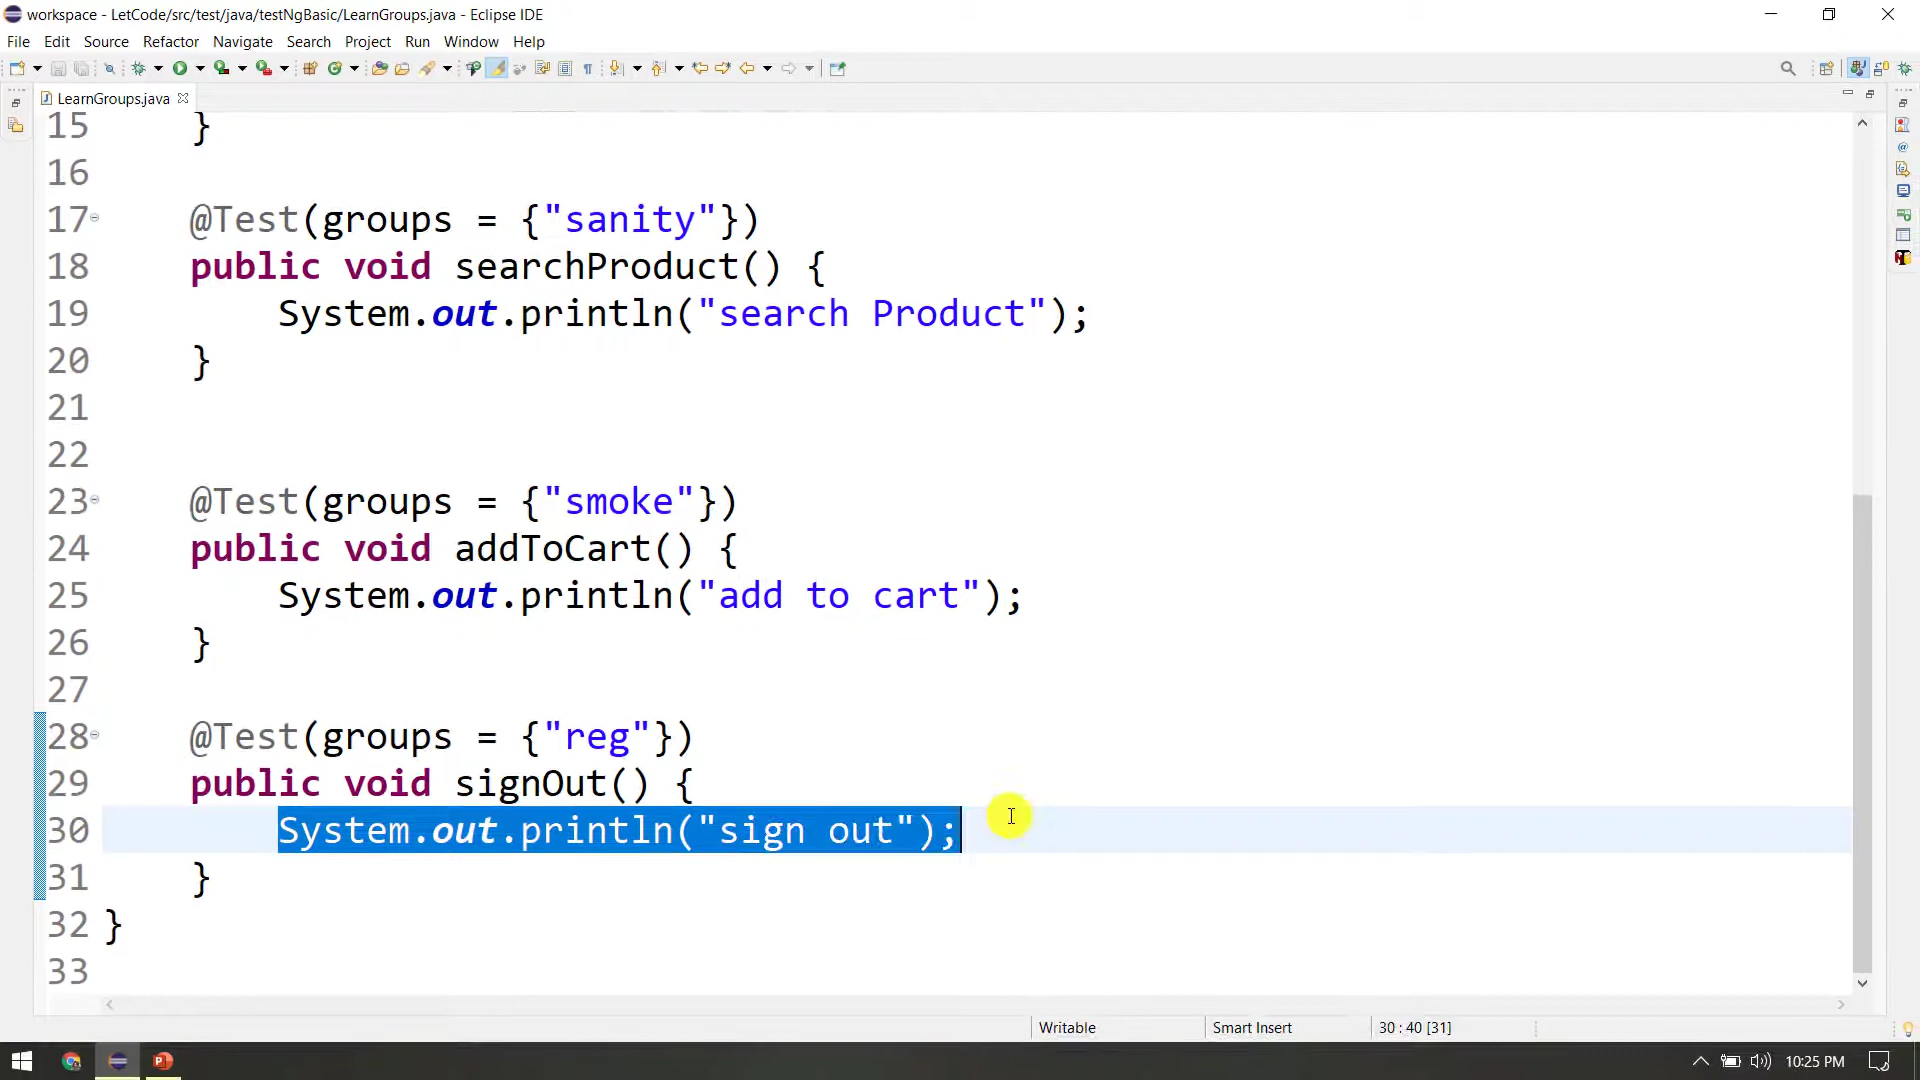 workspace - LetCode/src/test/java/testNgBasic/LearnGroups.java - Eclipse IDE
File Edit Source Refactor Navigate Search Project Run Window Help
LearnGroups.java
15 }
16
17 @Test(groups = {"sanity"})
18 public void searchProduct() {
19 System.out.println("search Product");
20 }
21
22
23 @Test(groups = {"smoke"})
24 public void addToCart() {
25 System.out.println("add to cart");
26 }
27
28 @Test(groups = {"reg"})
29 public void signOut() {
30 System.out.println("sign out");
31 }
32 }
33
Writable Smart Insert 30 : 40 [31]
10:25 PM